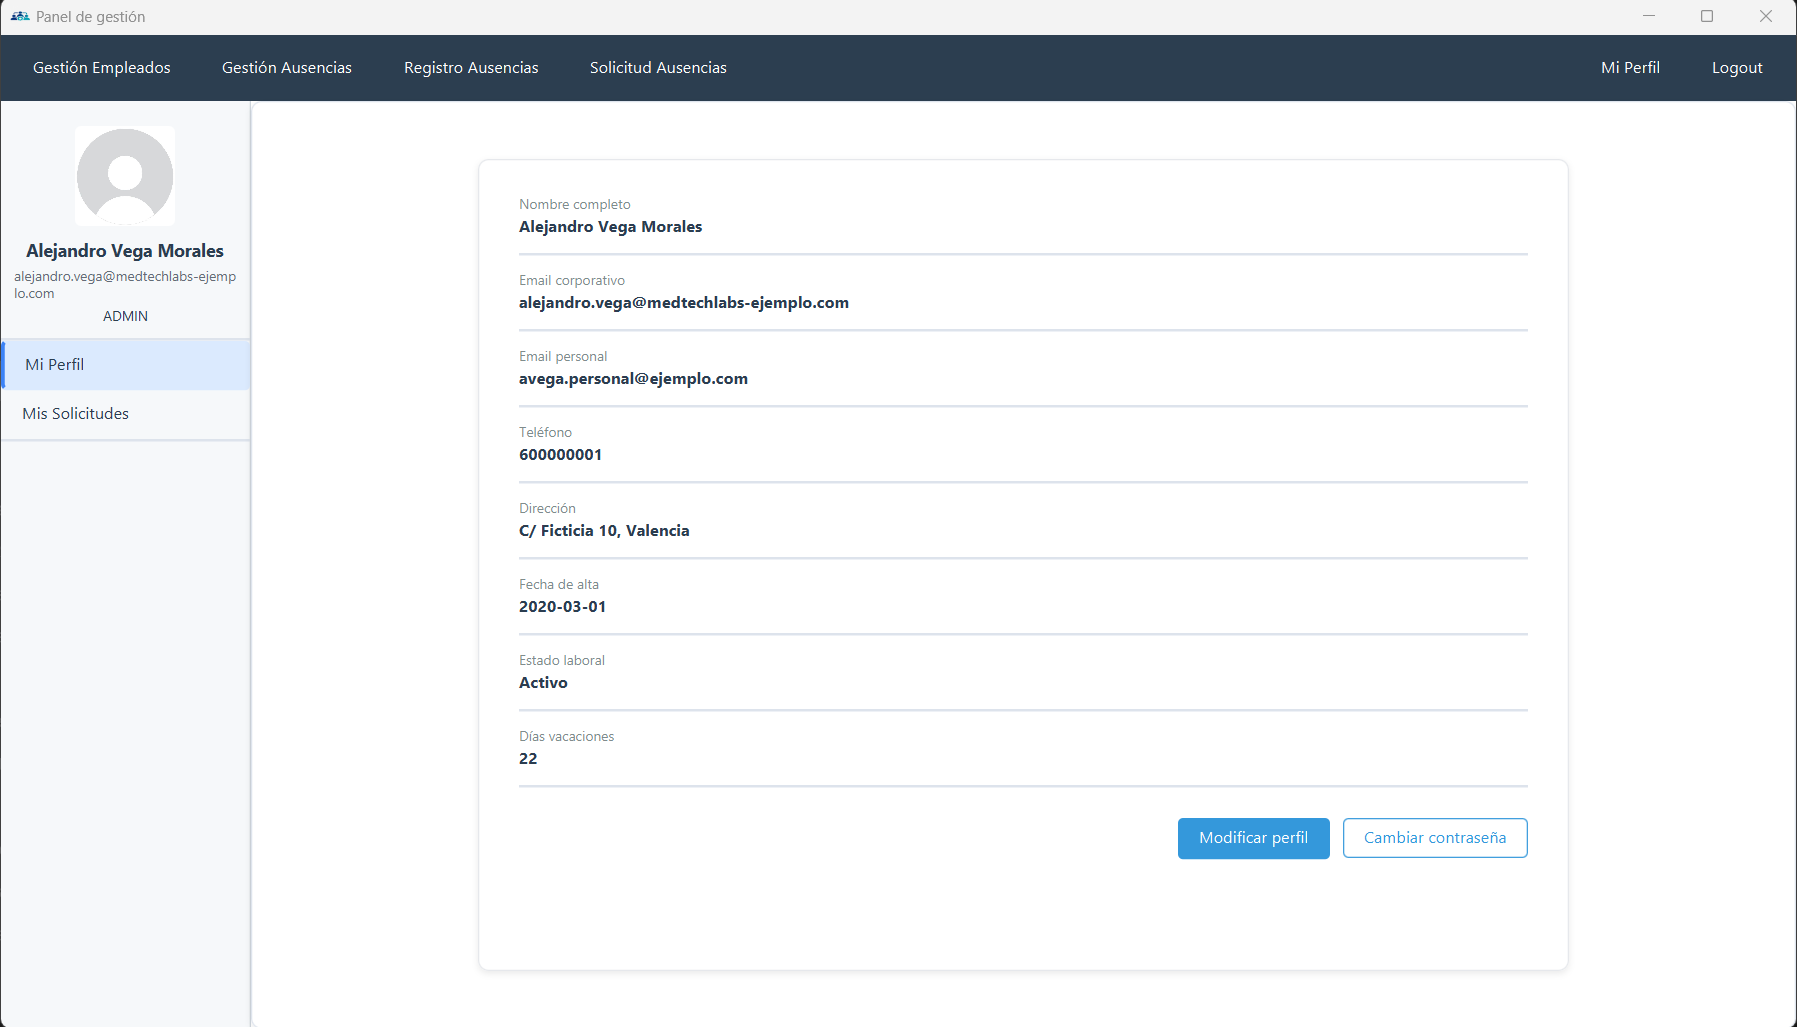 Panel de gestión
Gestión Empleados
Gestión Ausencias
Registro Ausencias
Solicitud Ausencias
Mi Perfil
Logout
Alejandro Vega Morales
alejandro.vega@medtechlabs-ejemp
lo.com
ADMIN
Mi Perfil
Mis Solicitudes
Nombre completo
Alejandro Vega Morales
Email corporativo
alejandro.vega@medtechlabs-ejemplo.com
Email personal
avega.personal@ejemplo.com
Teléfono
600000001
Dirección
C/ Ficticia 10, Valencia
Fecha de alta
2020-03-01
Estado laboral
Activo
Días vacaciones
22
Modificar perfil
Cambiar contraseña